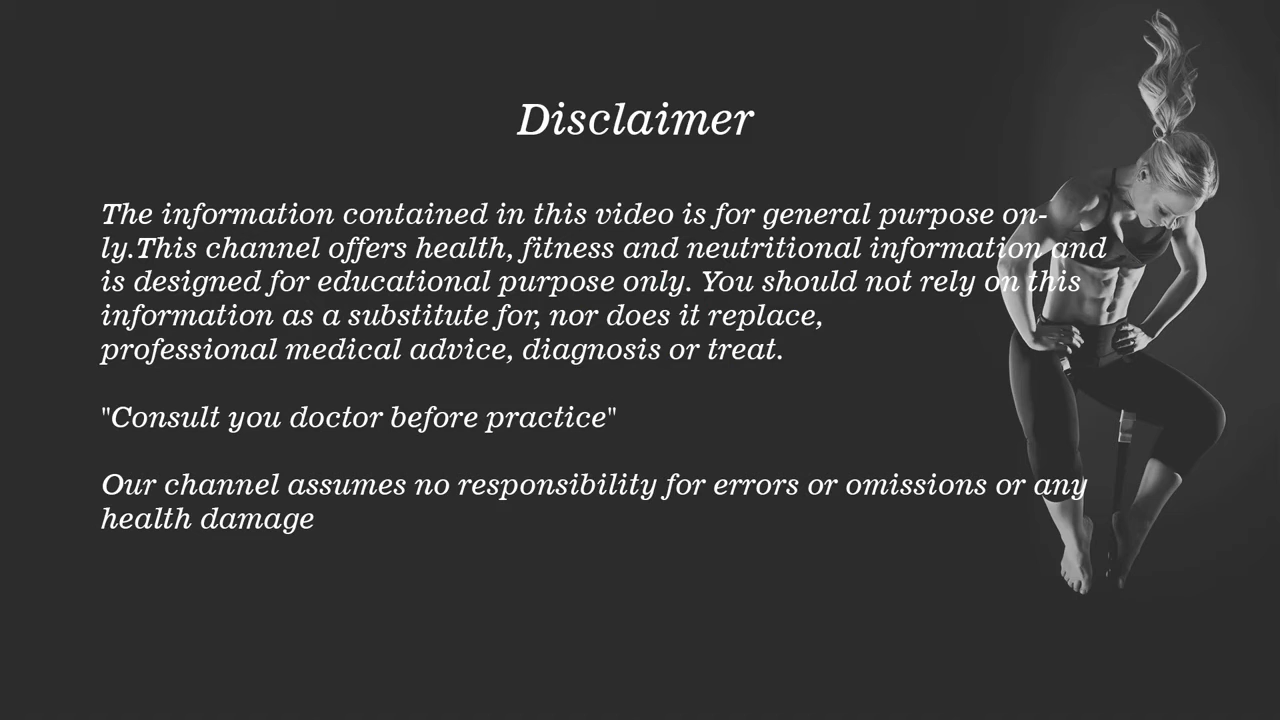 Disclaimer
The information contained in this video is for general purpose on-
ly.This channel offers health, fitness and neutritional information and
is designed for educational purpose only. You should not rely on this
information as a substitute for, nor does it replace,
professional medical advice, diagnosis or treat.
"Consult you doctor before practice"
Our channel assumes no responsibility for errors or omissions or any
health damage